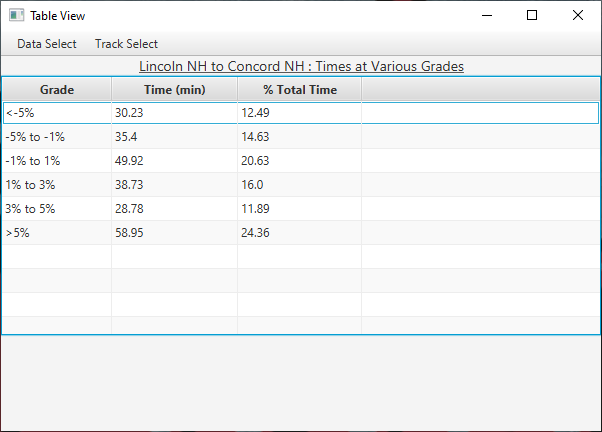 Table View
Data Select Track Select
Lincoln NH to Concord NH : Times at Various Grades
Grade Time (min) % Total Time
<-5% 30.23 12.49
-5% to -1% 35.4 14.63
-1% to 1% 49.92 20.63
1% to 3% 38.73 16.0
3% to 5% 28.78 11.89
>5% 58.95 24.36